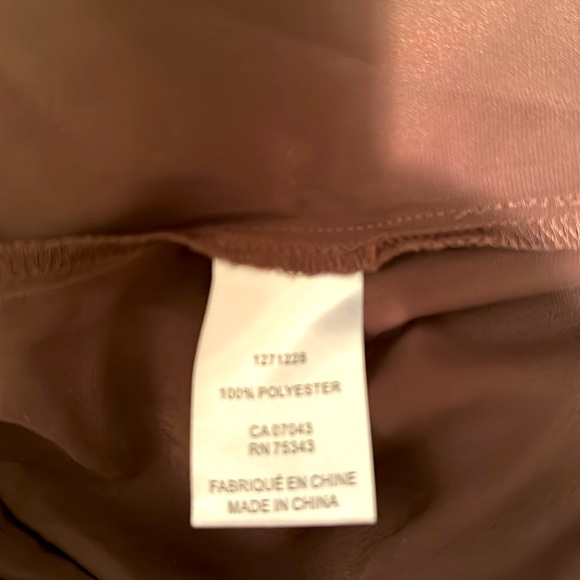 1271228
100% POLYESTER
CA 07043
RN 75343
FABRIQUÉ EN CHINE
MADE IN CHINA